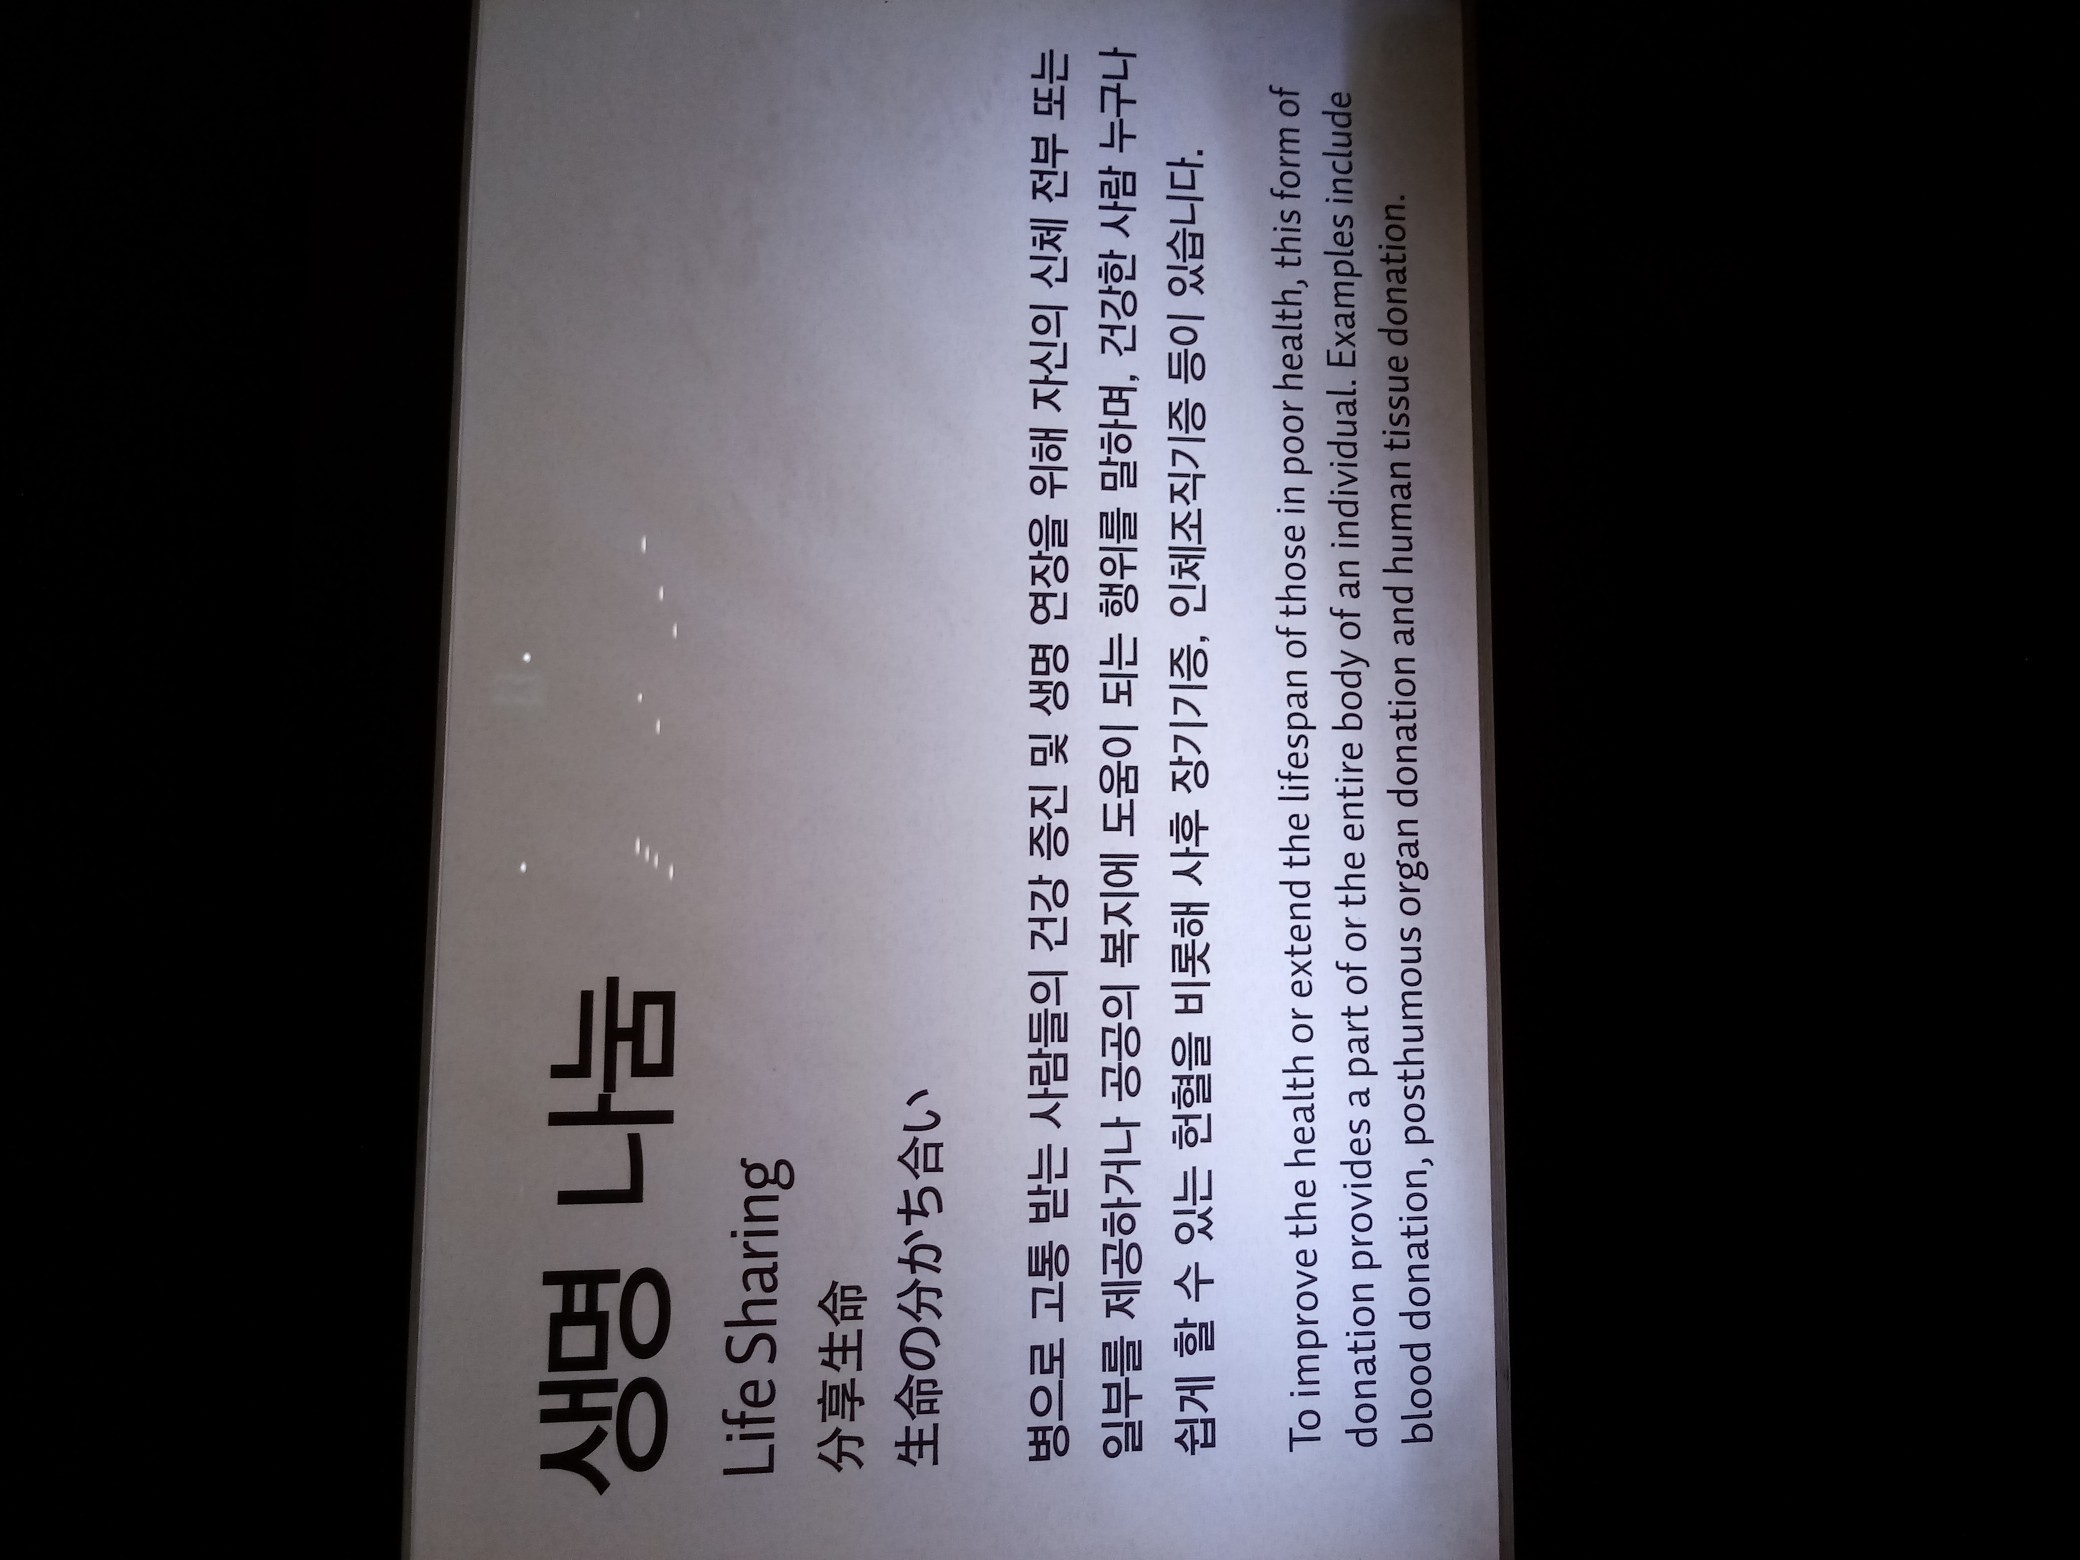 생명 나눔
Life Sharing
分享生命
生命の分かち合い
병으로 고통 받는 사람들의 건강 증진 및 생명 연장을 위해 자신의 신체 전부 또는
일부를 제공하거나 공공의 복지에 도움이 되는 행위를 말하며, 건강한 사람 누구나
쉽게 할 수 있는 헌혈을 비롯해 사후 장기기증, 인체조직기증 등이 있습니다.
To improve the health or extend the lifespan of those in poor health, this form of
donation provides a part of or the entire body of an individual. Examples include
blood donation, posthumous organ donation and human tissue donation.